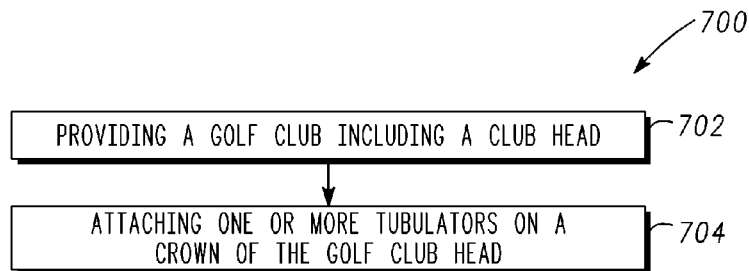 700
PROVIDING A GOLF CLUB INCLUDING A CLUB HEAD
702
ATTACHING ONE OR MORE TUBULATORS ON A
CROWN OF THE GOLF CLUB HEAD
704